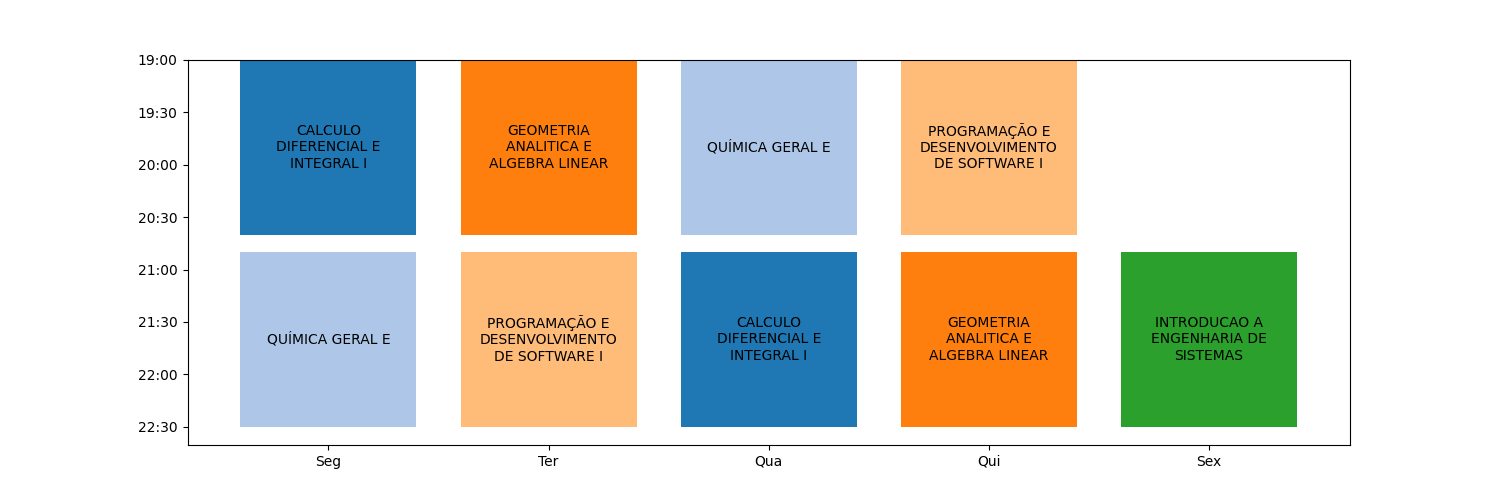 19:00
19:30
20:00
20:30
21:00
21:30
22:00
22:30
CALCULO
DIFERENCIAL E
INTEGRAL I
GEOMETRIA
ANALITICA E
ALGEBRA LINEAR
QUÍMICA GERAL E
PROGRAMAÇÃO E
DESENVOLVIMENTO
DE SOFTWARE I
QUÍMICA GERAL E
PROGRAMAÇÃO E
DESENVOLVIMENTO
DE SOFTWARE I
CALCULO
DIFERENCIAL E
INTEGRAL I
GEOMETRIA
ANALITICA E
ALGEBRA LINEAR
INTRODUCAO A
ENGENHARIA DE
SISTEMAS
Seg
Ter
Qua
Qui
Sex